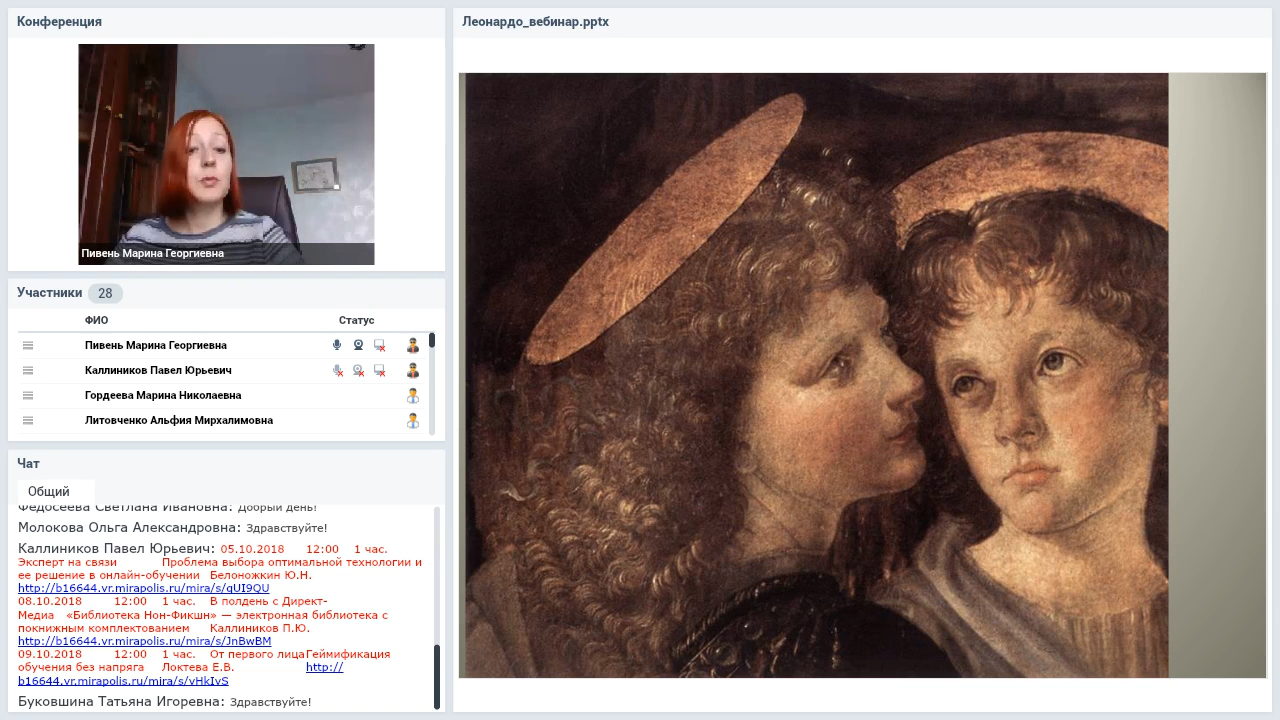 Конференция
Пивень Марина Георгиевна
Участники 28
ФИО Статус
Пивень Марина Георгиевна
Каллиников Павел Юрьевич
Гордеева Марина Николаевна
Литовченко Альфия Мирхалимовна
Чат
Общий
Федосеева Светлана Ивановна: Добрый день!
Молокова Ольга Александровна: Здравствуйте!
Каллиников Павел Юрьевич: 05.10.2018 12:00 1 час.
Эксперт на связи Проблема выбора оптимальной технологии и
ее решение в онлайн-обучении Белоножкин Ю.Н.
http://b16644.vr.mirapolis.ru/mira/s/qUI9QU
08.10.2018 12:00 1 час. В полдень с Директ-
Медиа «Библиотека Нон-Фикшн» — электронная библиотека с
покнижным комплектованием Каллиников П.Ю.
http://b16644.vr.mirapolis.ru/mira/s/JnBwBM
09.10.2018 12:00 1 час. От первого лица Геймификация
обучения без напряга Локтева Е.В. http://
b16644.vr.mirapolis.ru/mira/s/vHkIvS
Буковшина Татьяна Игоревна: Здравствуйте!
Леонардо_вебинар.pptx